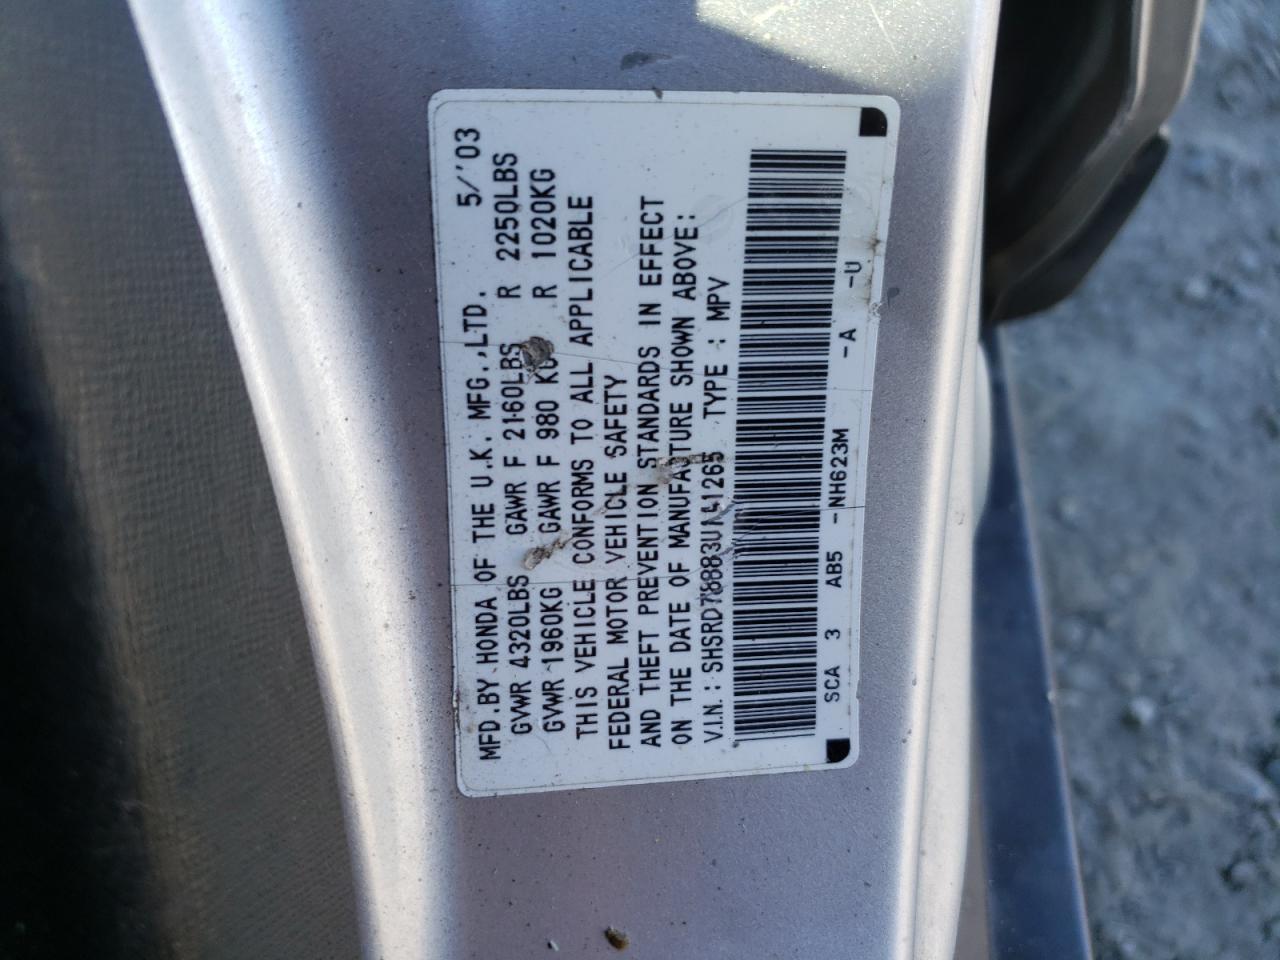 MFD.BY HONDA OF THE U.K. MFG.,LTD. 5/'03
GVWR 4320LBS GAWR F 2160LBS R 2250LBS
GVWR 1960KG GAWR F 980 KG R 1020KG
THIS VEHICLE CONFORMS TO ALL APPLICABLE
FEDERAL MOTOR VEHICLE SAFETY
AND THEFT PREVENTION STANDARDS IN EFFECT
ON THE DATE OF MANUFACTURE SHOWN ABOVE:
V.I.N.: TYPE : MPV
SCA 3 AB5 -NH623M -A -U